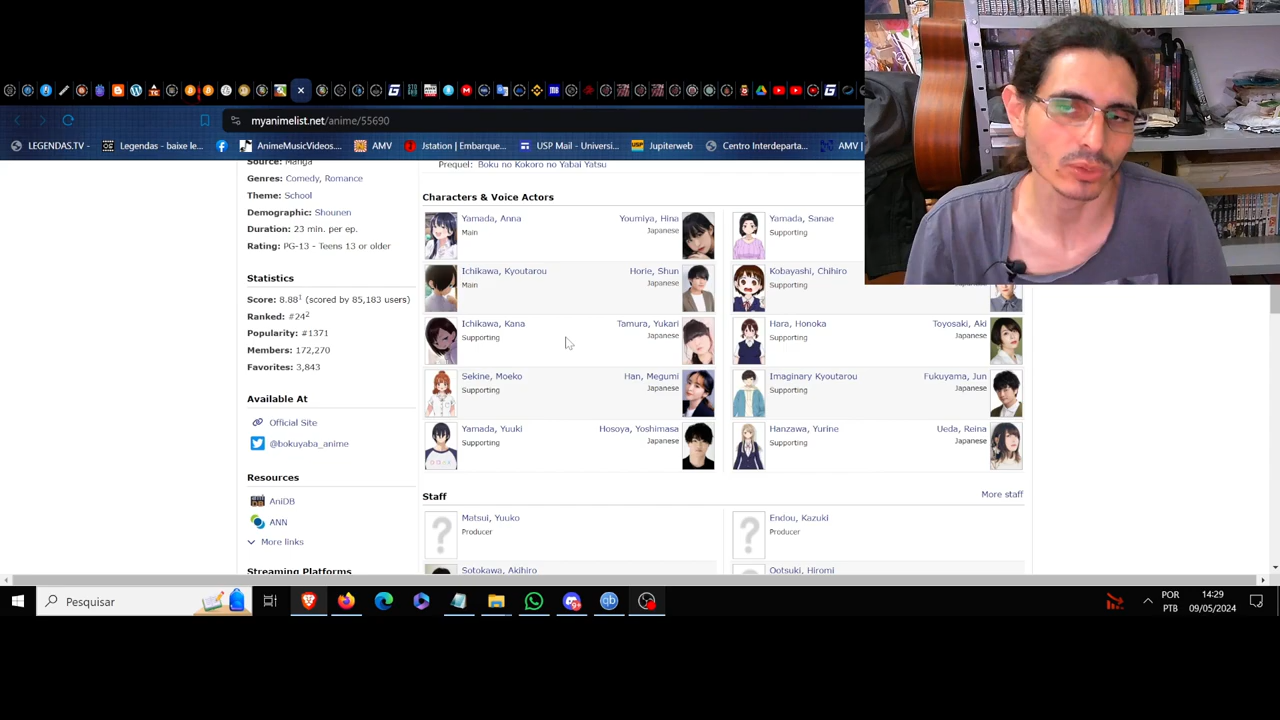 myanimelist.net/anime/55690
LEGENDAS.TV -
Legendas - baixe le...
AnimeMusicVideos....
AMV
Jstation | Embarque...
USP Mail - Universi...
Jupiterweb
Centro Interdeparta...
AMV |
Source: Manga
Genres: Comedy, Romance
Theme: School
Demographic: Shounen
Duration: 23 min. per ep.
Rating: PG-13 - Teens 13 or older
Statistics
Score: 8.88¹ (scored by 85,183 users)
Ranked: #24²
Popularity: #1371
Members: 172,270
Favorites: 3,843
Available At
Official Site
@bokuyaba_anime
Resources
AniDB
ANN
More links
Streaming Platforms
Prequel: Boku no Kokoro no Yabai Yatsu
Characters & Voice Actors
Yamada, Anna
Main
Youmiya, Hina
Japanese
Yamada, Sanae
Supporting
Ichikawa, Kyoutarou
Main
Horie, Shun
Japanese
Kobayashi, Chihiro
Supporting
Ichikawa, Kana
Supporting
Tamura, Yukari
Japanese
Hara, Honoka
Supporting
Toyosaki, Aki
Japanese
Sekine, Moeko
Supporting
Han, Megumi
Japanese
Imaginary Kyoutarou
Supporting
Fukuyama, Jun
Japanese
Yamada, Yuuki
Supporting
Hosoya, Yoshimasa
Japanese
Hanzawa, Yurine
Supporting
Ueda, Reina
Japanese
Staff
More staff
Matsui, Yuuko
Producer
Endou, Kazuki
Producer
Sotokawa, Akihiro
Ootsuki, Hiromi
Pesquisar
POR
PTB
14:29
09/05/2024